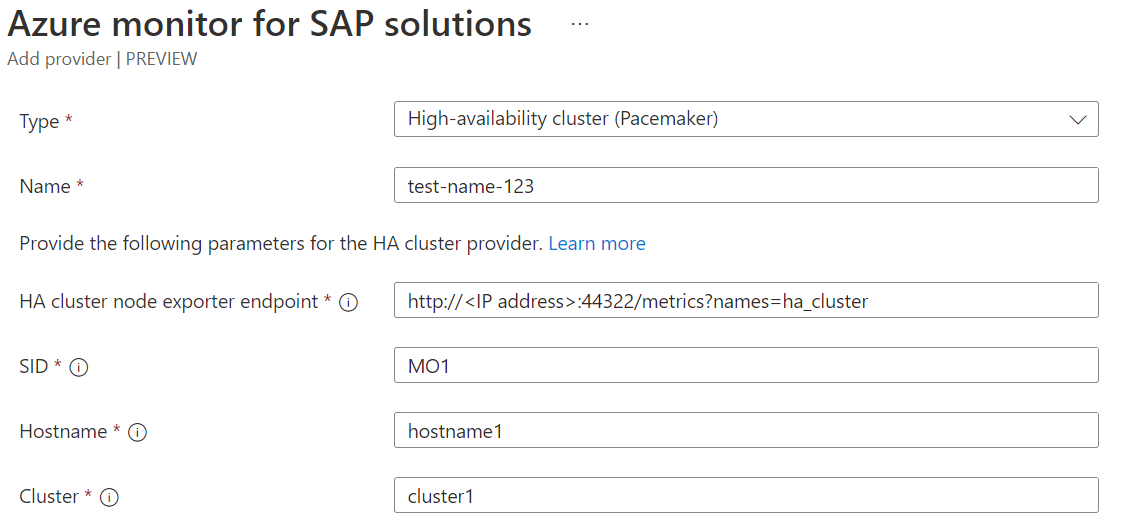 Azure monitor for SAP solutions ...
Add provider | PREVIEW
Type * High-availability cluster (Pacemaker)
Name * test-name-123
Provide the following parameters for the HA cluster provider. Learn more
HA cluster node exporter endpoint * i http://<IP address>:44322/metrics?names=ha_cluster
SID * i MO1
Hostname * i hostname1
Cluster * i cluster1